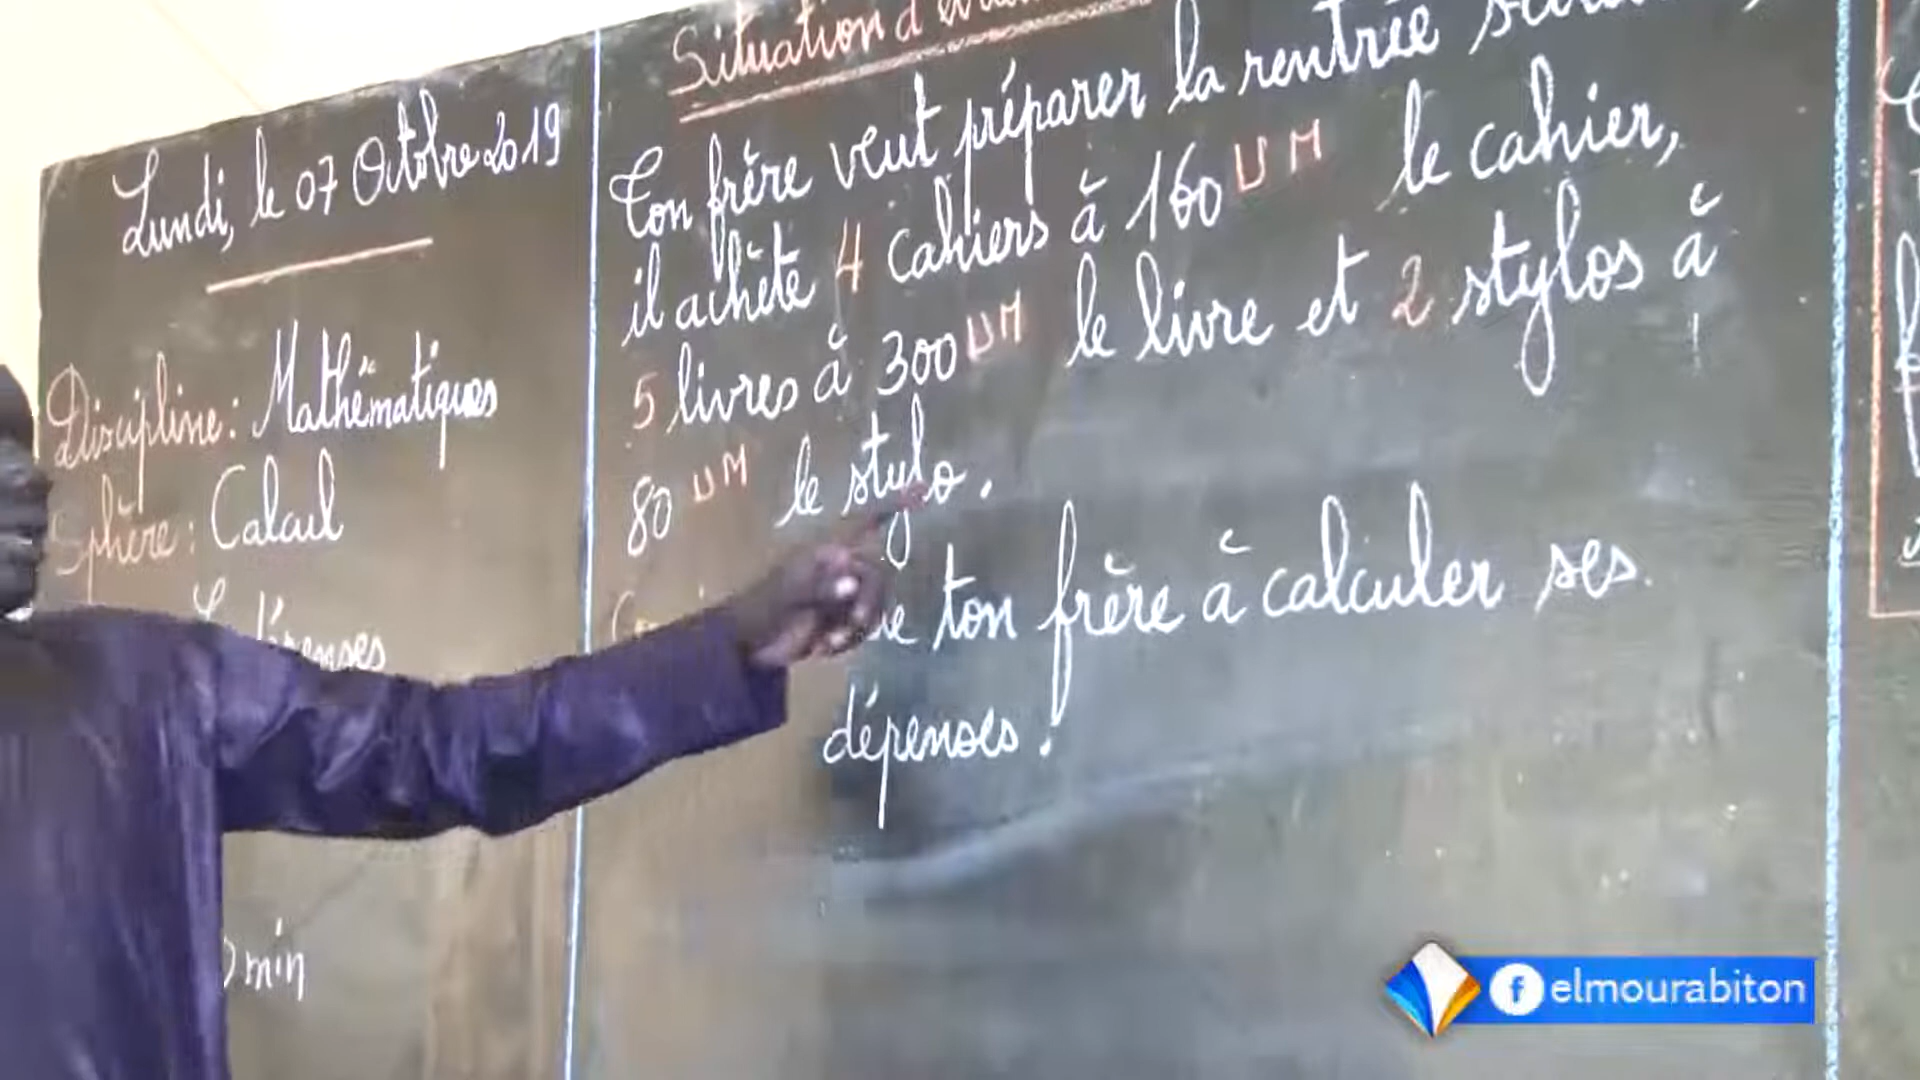 Lundi, le 07 Octobre 2019
Discipline: Mathématiques
Sphère: Calcul
dépenses
min
Situation d'
Ton frère veut préparer la rentrée
il achète 4 cahiers à 160 UM le cahier,
5 livres à 300 UM le livre et 2 stylos à
80 UM le stylo.
ton frère à calculer ses
dépenses.
elmourabiton